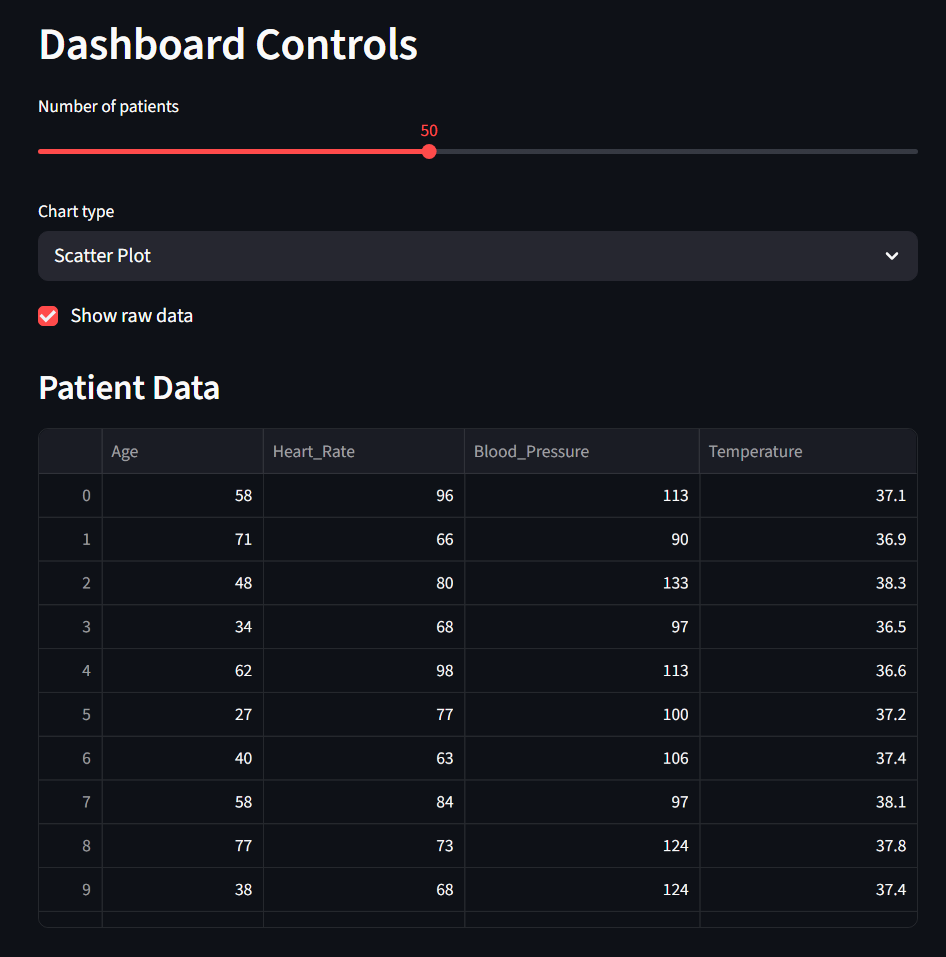 Dashboard Controls
Number of patients
50
Chart type
Scatter Plot
Show raw data
Patient Data
Age Heart_Rate Blood_Pressure Temperature
0 58 96 113 37.1
1 71 66 90 36.9
2 48 80 133 38.3
3 34 68 97 36.5
4 62 98 113 36.6
5 27 77 100 37.2
6 40 63 106 37.4
7 58 84 97 38.1
8 77 73 124 37.8
9 38 68 124 37.4